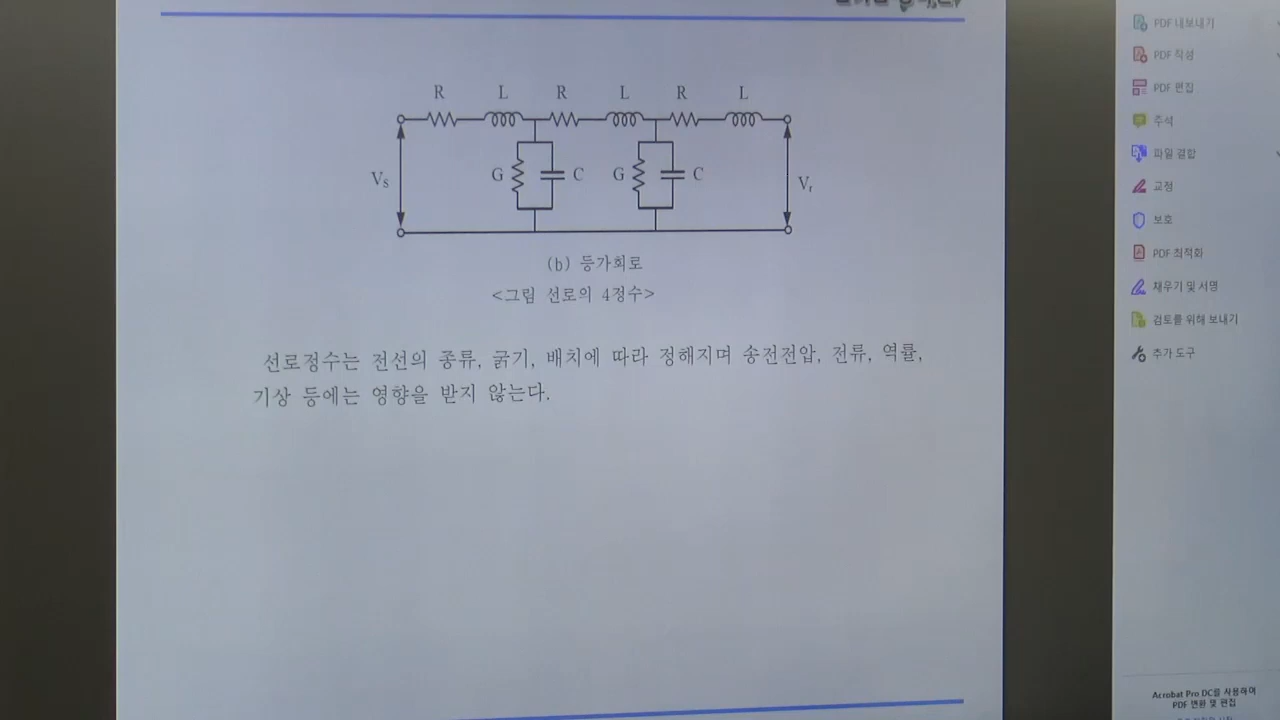 R L R L R L
V_S G C G C V_r
(b) 등가회로
<그림 선로의 4정수>
선로정수는 전선의 종류, 굵기, 배치에 따라 정해지며 송전전압, 전류, 역률,
기상 등에는 영향을 받지 않는다.
PDF 내보내기
PDF 작성
PDF 편집
주석
파일 결합
교정
보호
PDF 최적화
채우기 및 서명
검토를 위해 보내기
추가 도구
Acrobat Pro DC를 사용하여
PDF 변환 및 편집